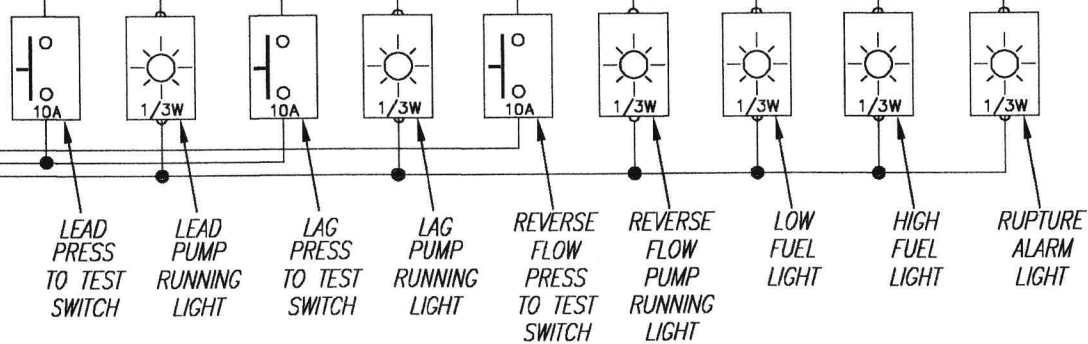 10A
1/3W
10A
1/3W
10A
1/3W
1/3W
1/3W
1/3W
LEAD
PRESS
TO TEST
SWITCH
LEAD
PUMP
RUNNING
LIGHT
LAG
PRESS
TO TEST
SWITCH
LAG
PUMP
RUNNING
LIGHT
REVERSE
FLOW
PRESS
TO TEST
SWITCH
REVERSE
FLOW
PUMP
RUNNING
LIGHT
LOW
FUEL
LIGHT
HIGH
FUEL
LIGHT
RUPTURE
ALARM
LIGHT